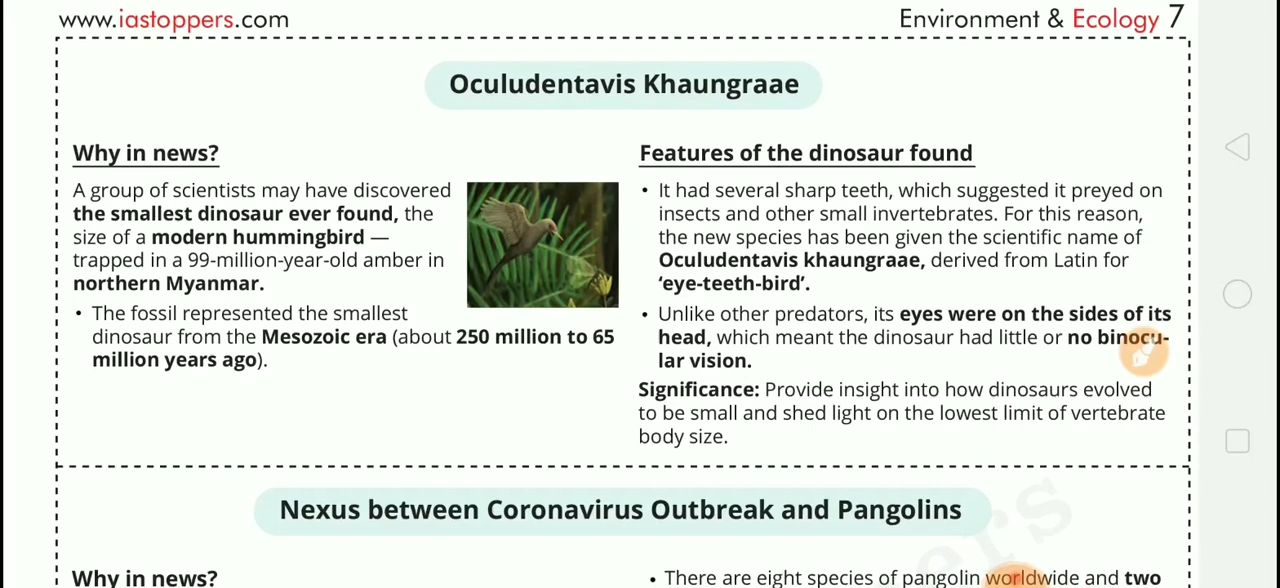 www.iastoppers.com
Environment & Ecology 7
Oculudentavis Khaungraae
Why in news?
A group of scientists may have discovered
the smallest dinosaur ever found, the
size of a modern hummingbird —
trapped in a 99-million-year-old amber in
northern Myanmar.
• The fossil represented the smallest
dinosaur from the Mesozoic era (about 250 million to 65
million years ago).
Features of the dinosaur found
• It had several sharp teeth, which suggested it preyed on
insects and other small invertebrates. For this reason,
the new species has been given the scientific name of
Oculudentavis khaungraae, derived from Latin for
‘eye-teeth-bird’.
• Unlike other predators, its eyes were on the sides of its
head, which meant the dinosaur had little or no binocu-
lar vision.
Significance: Provide insight into how dinosaurs evolved
to be small and shed light on the lowest limit of vertebrate
body size.
Nexus between Coronavirus Outbreak and Pangolins
Why in news?
• There are eight species of pangolin worldwide and two
ers